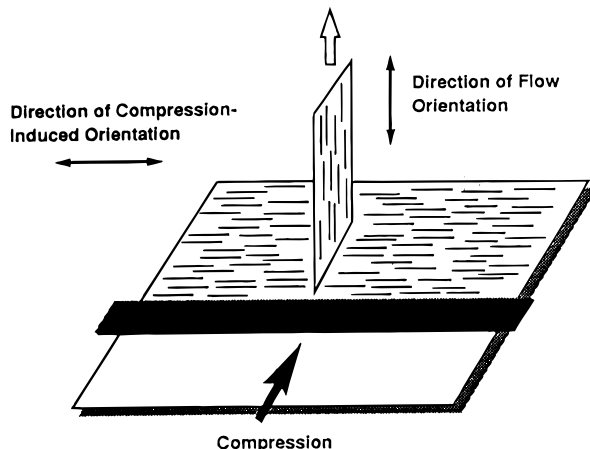 Direction of Compression-
Induced Orientation
Direction of Flow
Orientation
Compression